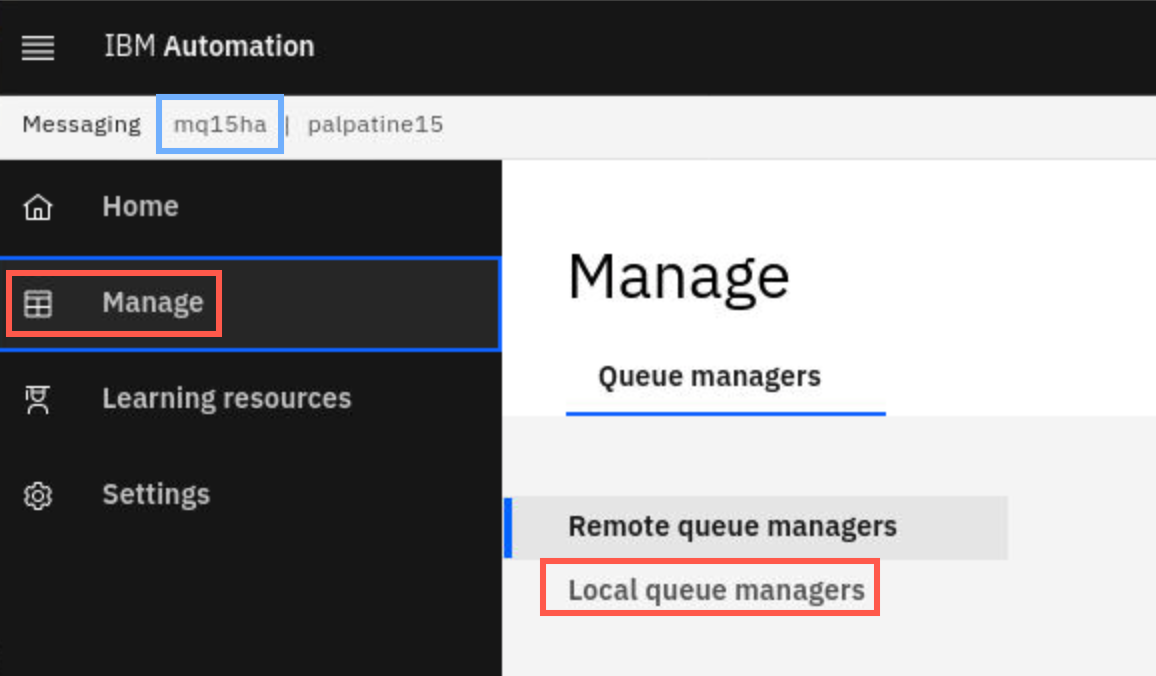 IBM Automation
Messaging mq15ha | palpatine15
Home
Manage
Learning resources
Settings
Manage
Queue managers
Remote queue managers
Local queue managers